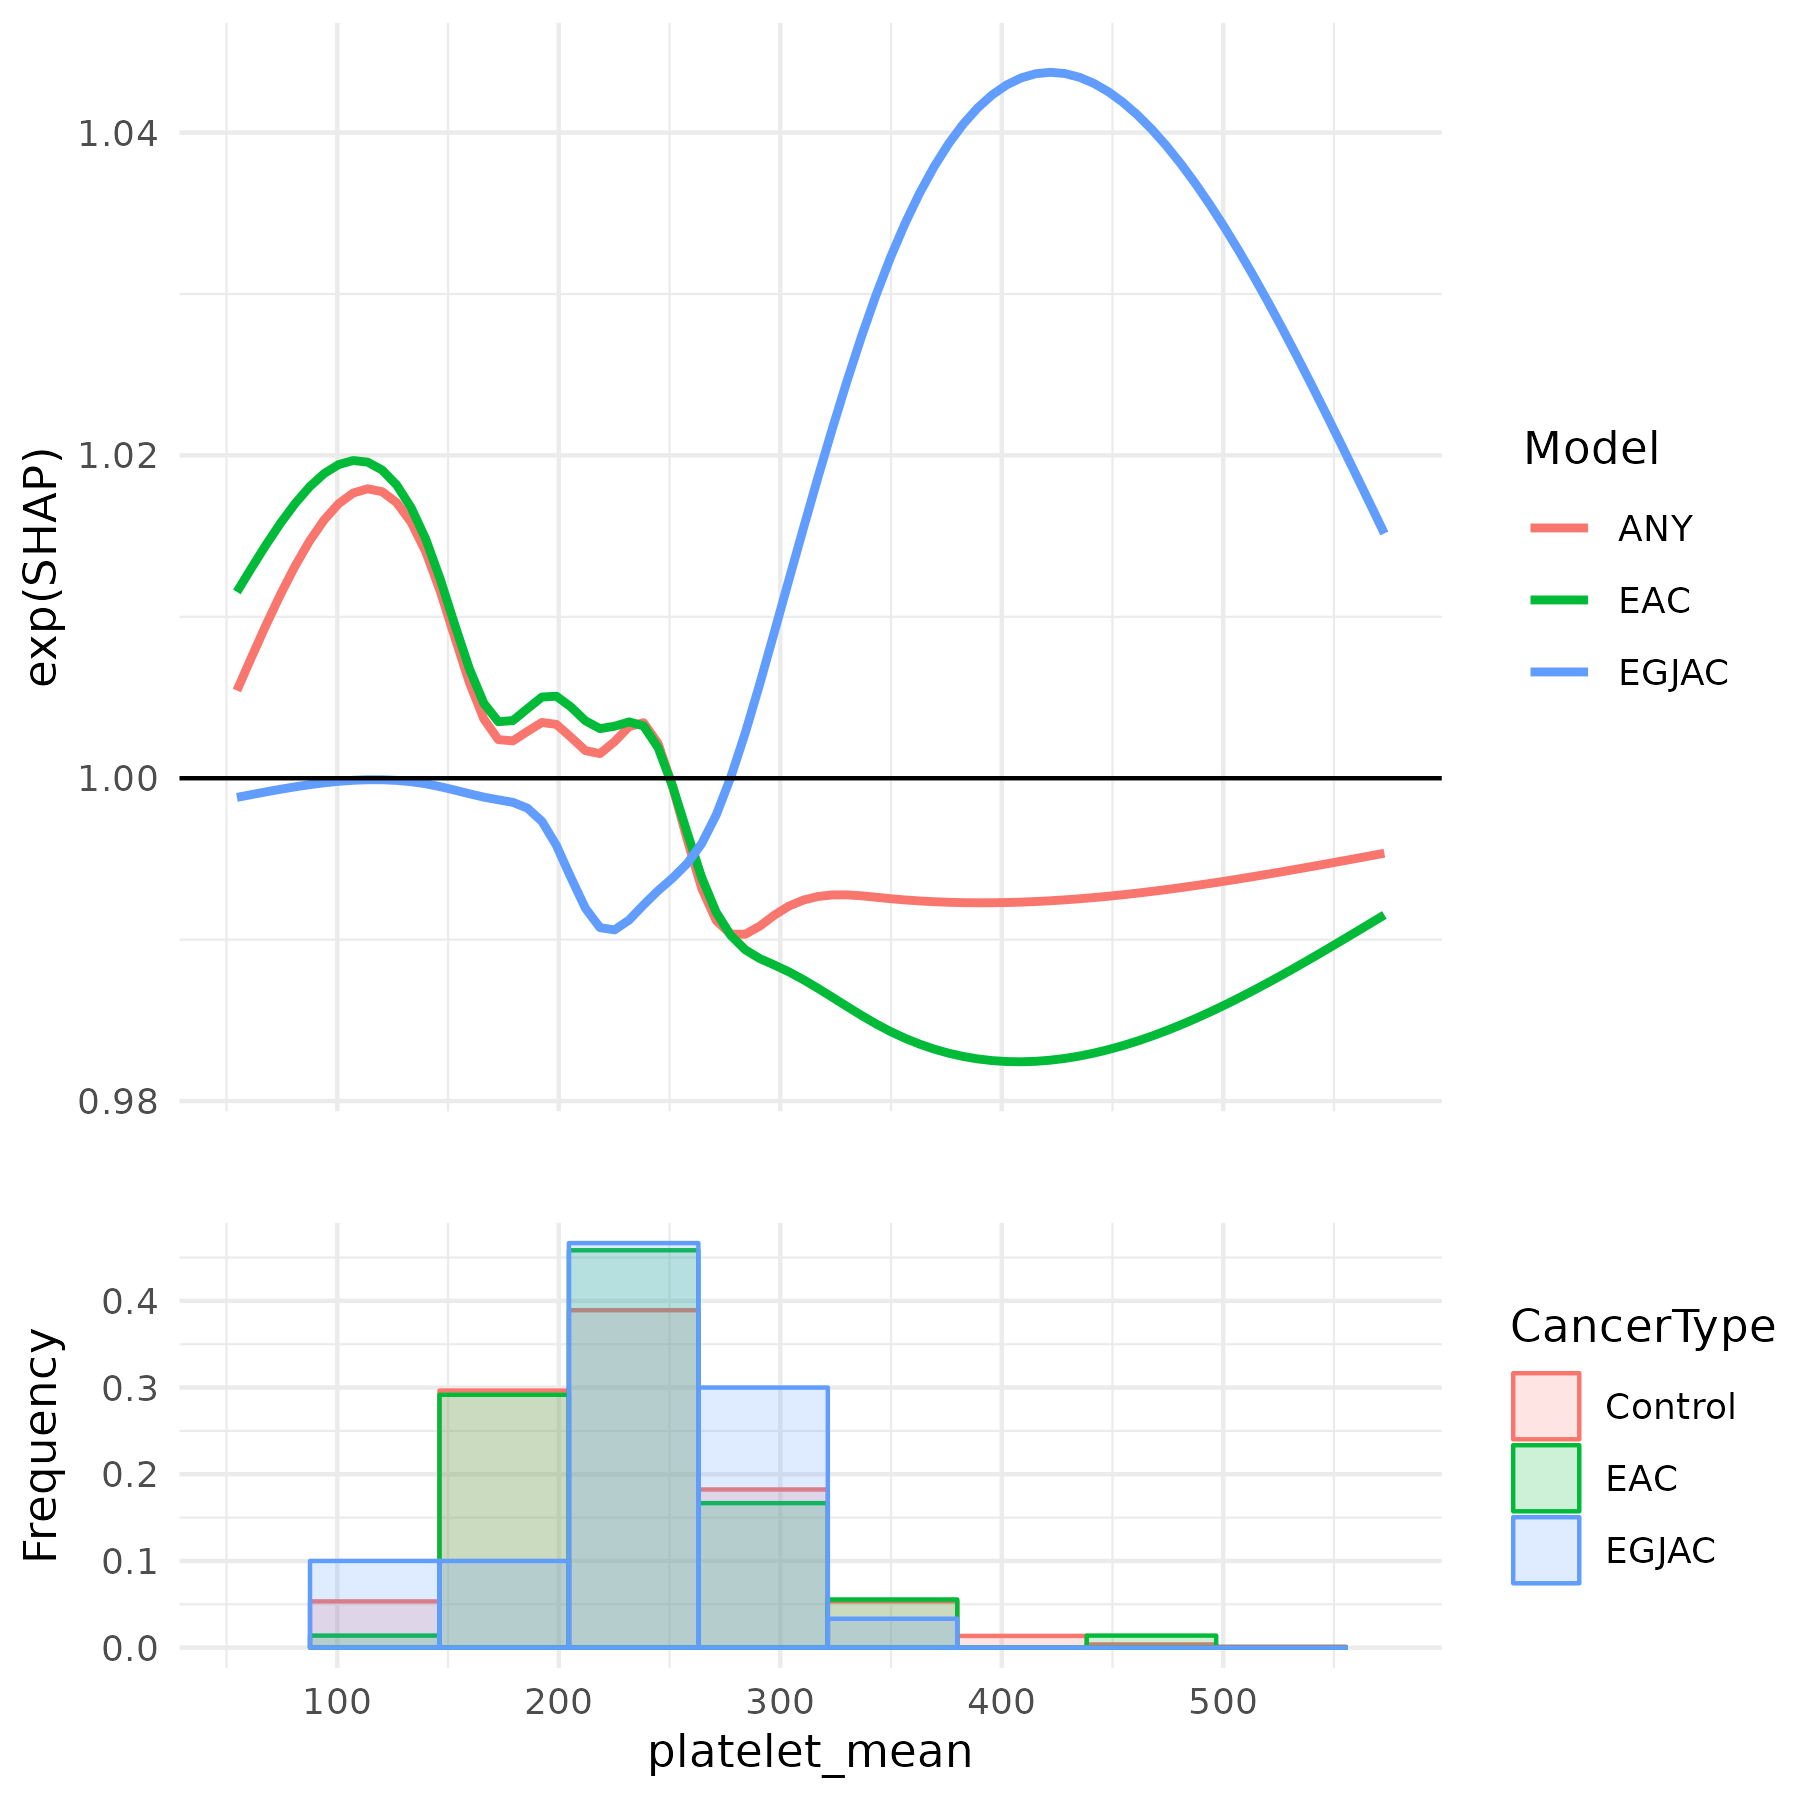 1.04
1.02
1.00
0.98
exp(SHAP)
Model
ANY
EAC
EGJAC
0.4
0.3
0.2
0.1
0.0
Frequency
100 200 300 400 500
platelet_mean
CancerType
Control
EAC
EGJAC